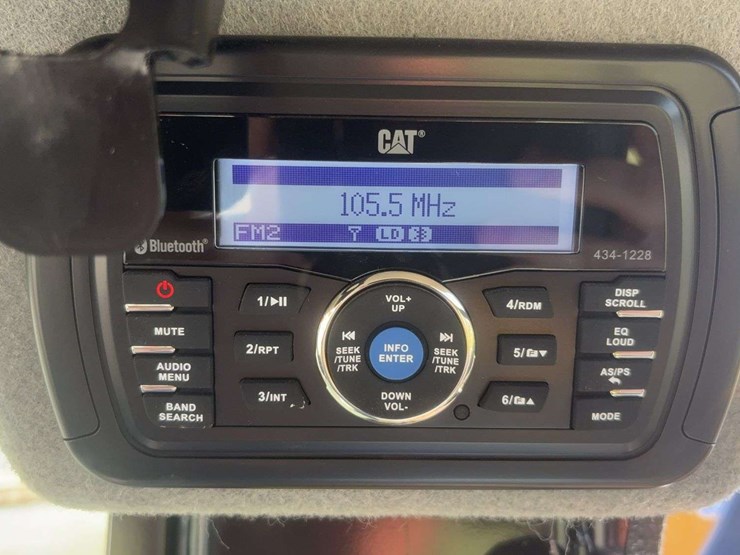 CAT®
105.5 MHz
FM2 LD
Bluetooth®
434-1228
1/
VOL+
UP
4/RDM
DISP
SCROLL
MUTE
2/RPT
SEEK
/TUNE
/TRK
INFO
ENTER
SEEK
/TUNE
/TRK
5/
EQ
LOUD
AUDIO
MENU
3/INT
DOWN
VOL-
6/
AS/PS
BAND
SEARCH
MODE